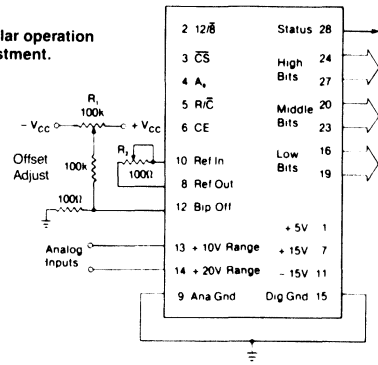 lar operation
stment.
2 12/8̅
Status 28
3 C̅S̅
High Bits
24
27
4 A₀
5 R/C̅
Middle Bits
20
23
6 CE
R₁
100k
- Vcc
+ Vcc
R₂
100Ω
10 Ref In
Low Bits
16
19
Offset
Adjust
100k
8 Ref Out
100Ω
12 Bip Off
+ 5V 1
Analog
Inputs
13 + 10V Range
+ 15V 7
14 + 20V Range
- 15V 11
9 Ana Gnd
Dig Gnd 15